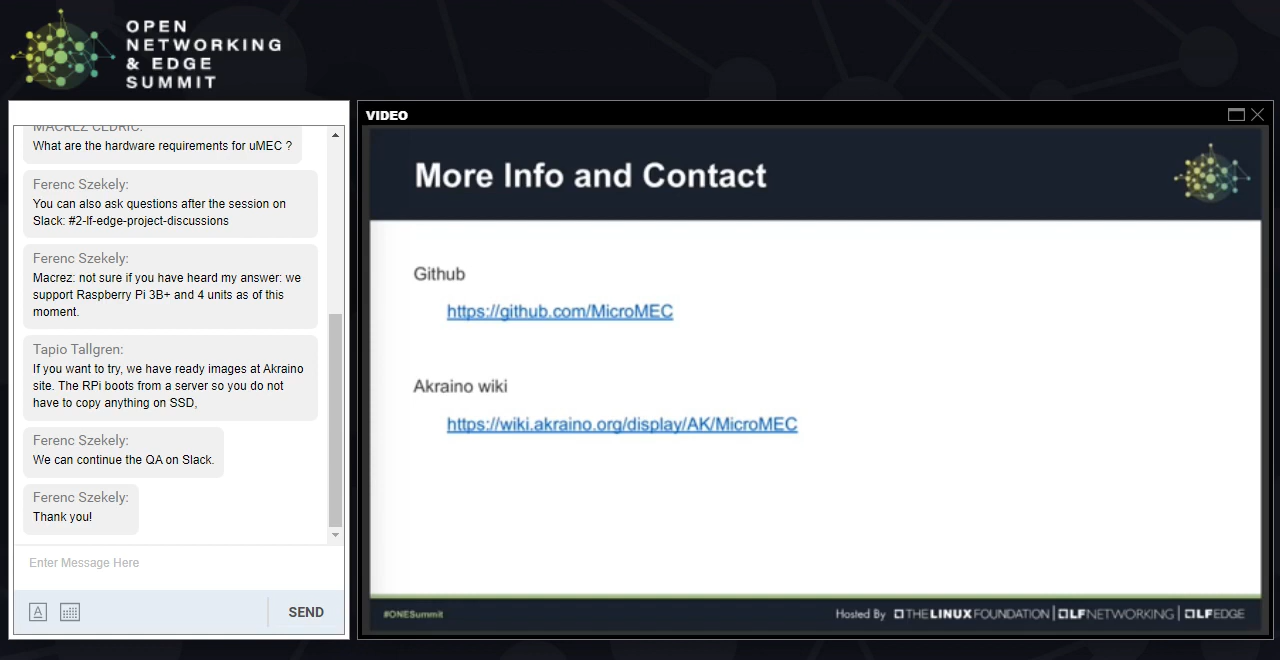 OPEN
NETWORKING
& EDGE
SUMMIT
MACREZ CEDRIC:
What are the hardware requirements for uMEC ?
Ferenc Szekely:
You can also ask questions after the session on
Slack: #2-lf-edge-project-discussions
Ferenc Szekely:
Macrez: not sure if you have heard my answer: we
support Raspberry Pi 3B+ and 4 units as of this
moment.
Tapio Tallgren:
If you want to try, we have ready images at Akraino
site. The RPi boots from a server so you do not
have to copy anything on SSD,
Ferenc Szekely:
We can continue the QA on Slack.
Ferenc Szekely:
Thank you!
Enter Message Here
A
SEND
VIDEO
More Info and Contact
Github
https://github.com/MicroMEC
Akraino wiki
https://wiki.akraino.org/display/AK/MicroMEC
#ONESummit
Hosted By THE LINUX FOUNDATION | LF NETWORKING | LF EDGE